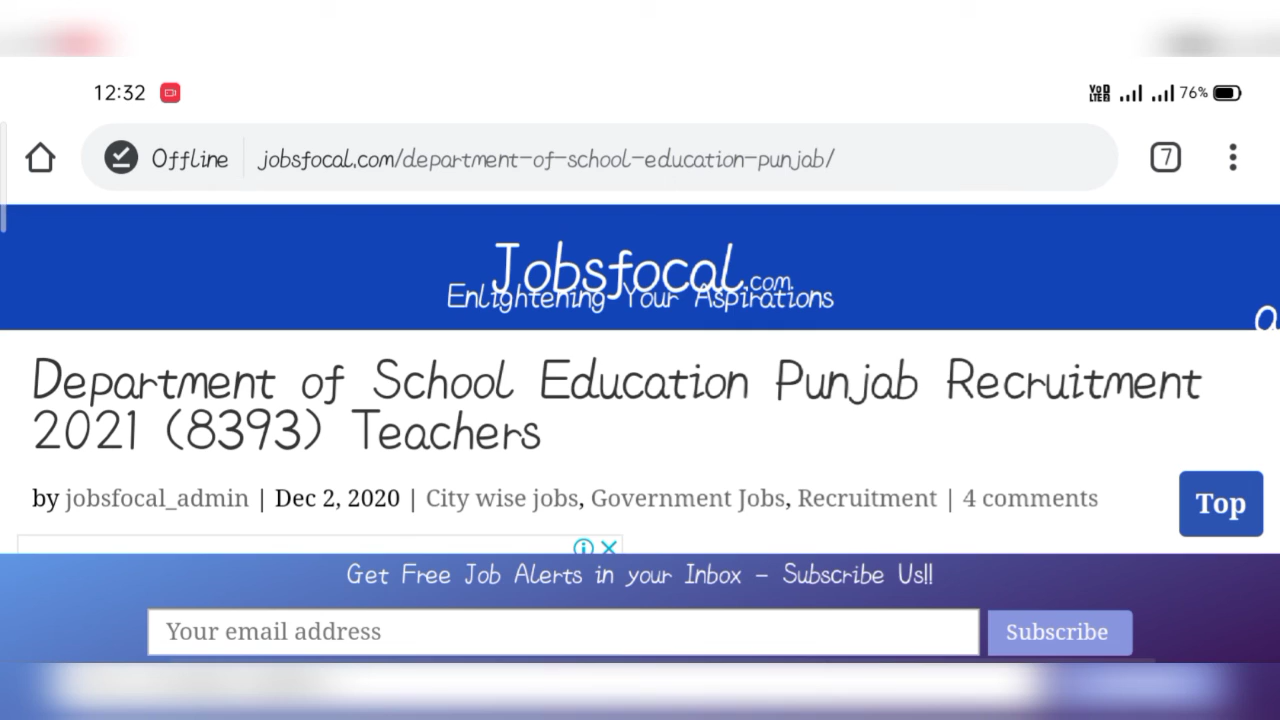 12:32 VoD LTE2 76%
Offline jobsfocal.com/department-of-school-education-punjab/ 7
Jobsfocal.com
Enlightening Your Aspirations
Department of School Education Punjab Recruitment
2021 (8393) Teachers
by jobsfocal_admin | Dec 2, 2020 | City wise jobs, Government Jobs, Recruitment | 4 comments
Top
Get Free Job Alerts in your Inbox - Subscribe Us!!
Your email address Subscribe